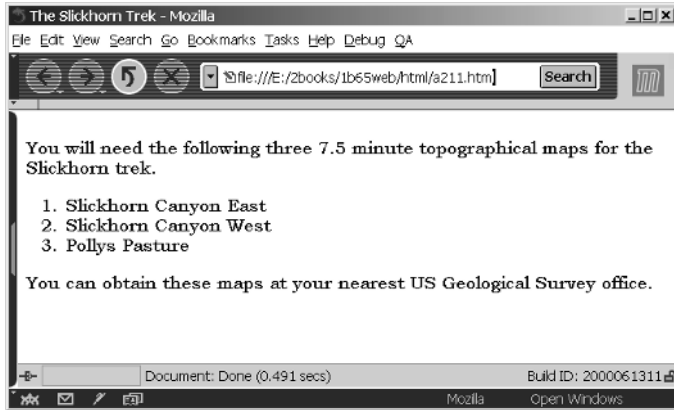 The Slickhorn Trek - Mozilla
File Edit View Search Go Bookmarks Tasks Help Debug QA
file:///E:/2books/1b65web/html/a211.htm Search
You will need the following three 7.5 minute topographical maps for the
Slickhorn trek.
1. Slickhorn Canyon East
2. Slickhorn Canyon West
3. Pollys Pasture
You can obtain these maps at your nearest US Geological Survey office.
Document: Done (0.491 secs) Build ID: 2000061311
Mozilla Open Windows